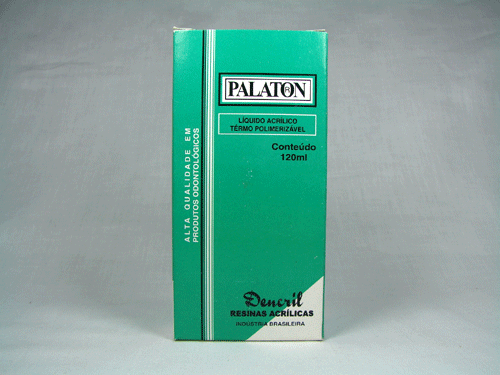 PALATON
®
LÍQUIDO ACRÍLICO
TÉRMO POLIMERIZÁVEL
Conteúdo
120ml
ALTA QUALIDADE EM
PRODUTOS ODONTOLÓGICOS
Dencril
RESINAS ACRÍLICAS
INDÚSTRIA BRASILEIRA